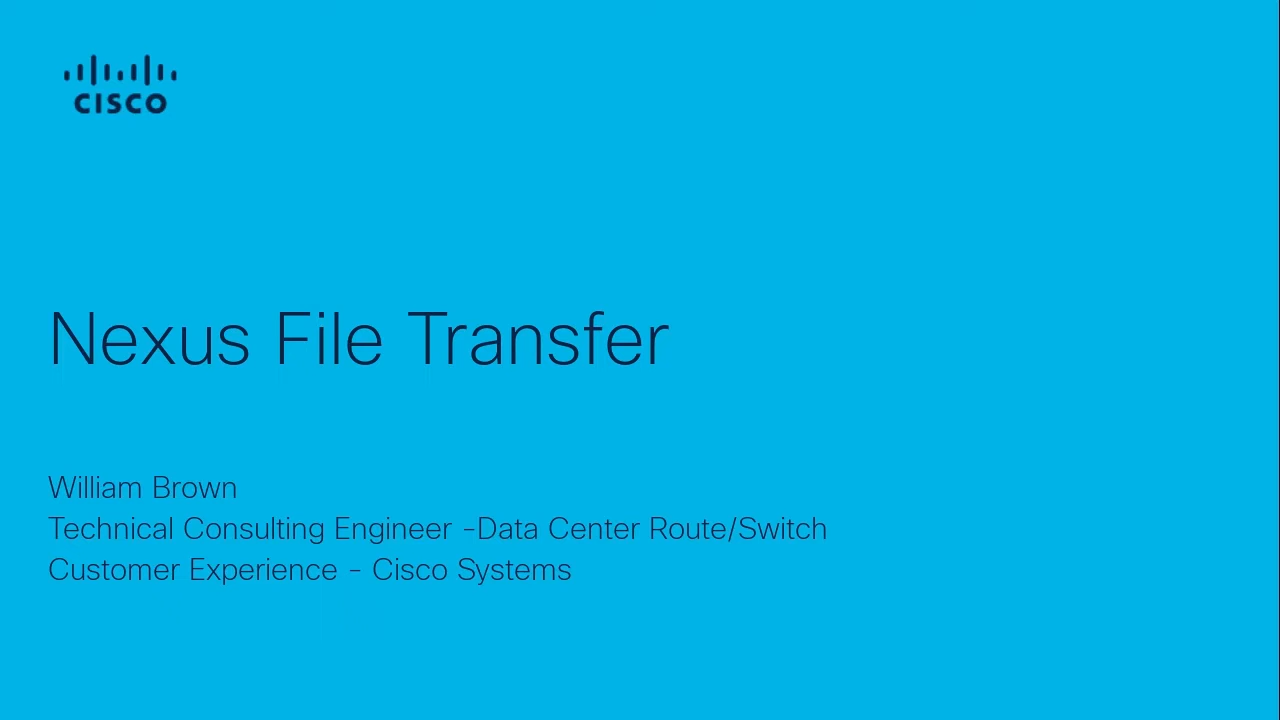 CISCO
Nexus File Transfer
William Brown
Technical Consulting Engineer -Data Center Route/Switch
Customer Experience - Cisco Systems